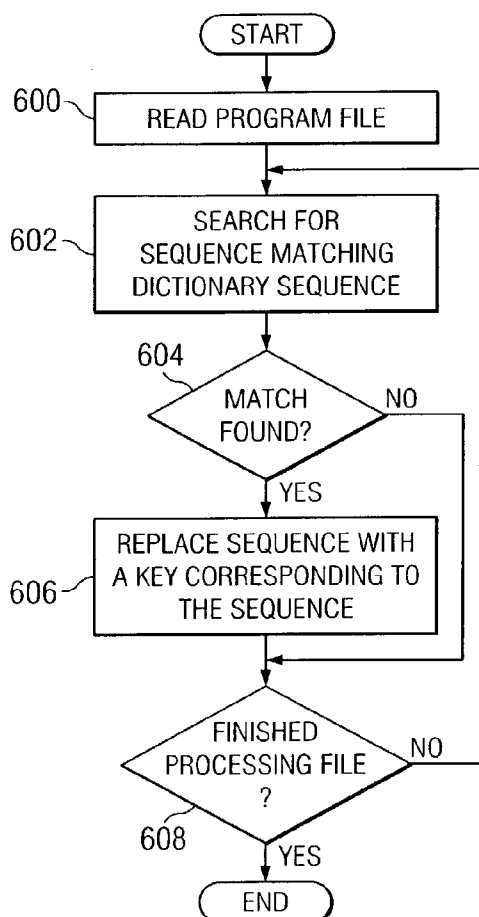 START
600
READ PROGRAM FILE
602
SEARCH FOR
SEQUENCE MATCHING
DICTIONARY SEQUENCE
604
MATCH
FOUND?
NO
YES
606
REPLACE SEQUENCE WITH
A KEY CORRESPONDING TO
THE SEQUENCE
FINISHED
PROCESSING FILE
?
NO
608
YES
END